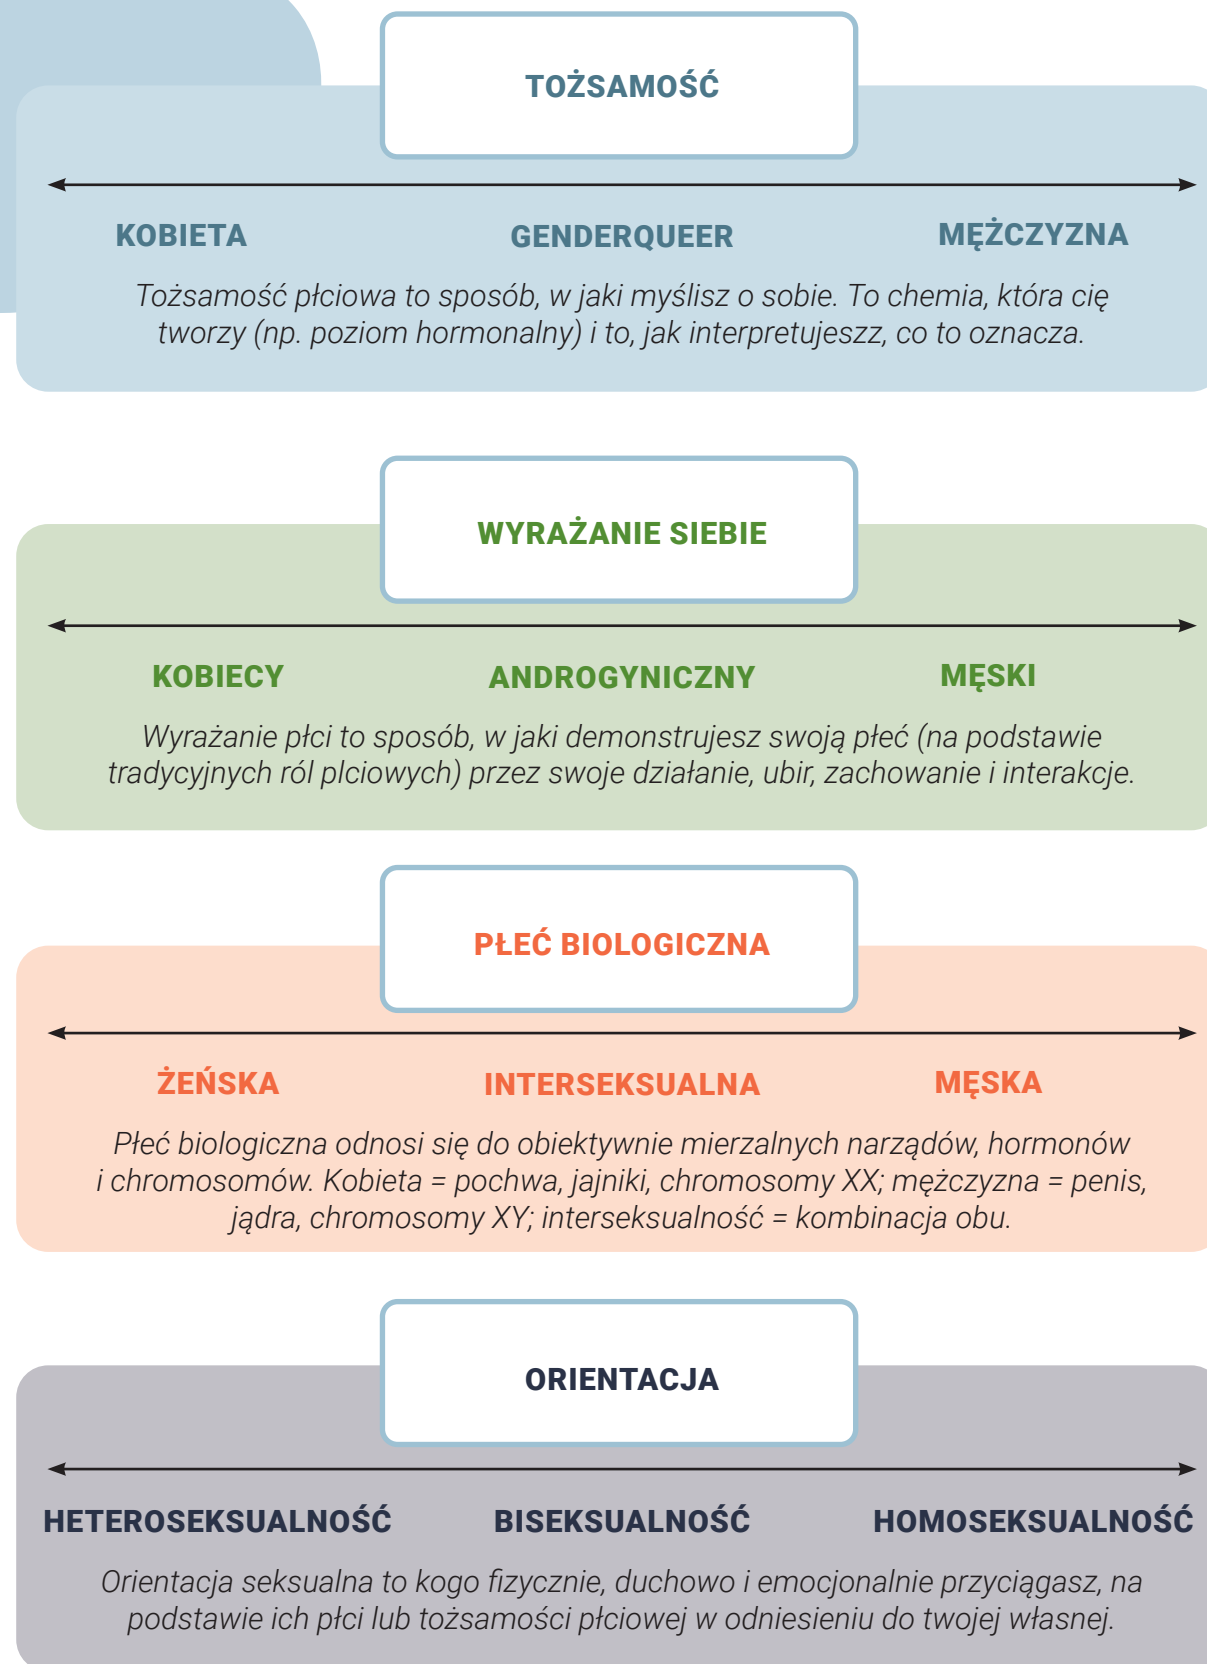 TOŻSAMOŚĆ
KOBIETA GENDERQUEER MĘŻCZYZNA
Tożsamość płciowa to sposób, w jaki myślisz o sobie. To chemia, która cię
tworzy (np. poziom hormonalny) i to, jak interpretujeszz, co to oznacza.
WYRAŻANIE SIEBIE
KOBIECY ANDROGYNICZNY MĘSKI
Wyrażanie płci to sposób, w jaki demonstrujesz swoją płeć (na podstawie
tradycyjnych ról plciowych) przez swoje działanie, ubir, zachowanie i interakcje.
PŁEĆ BIOLOGICZNA
ŻEŃSKA INTERSEKSUALNA MĘSKA
Płeć biologiczna odnosi się do obiektywnie mierzalnych narządów, hormonów
i chromosomów. Kobieta = pochwa, jajniki, chromosomy XX; mężczyzna = penis,
jądra, chromosomy XY; interseksualność = kombinacja obu.
ORIENTACJA
HETEROSEKSUALNOŚĆ BISEKSUALNOŚĆ HOMOSEKSUALNOŚĆ
Orientacja seksualna to kogo fizycznie, duchowo i emocjonalnie przyciągasz, na
podstawie ich płci lub tożsamości płciowej w odniesieniu do twojej własnej.